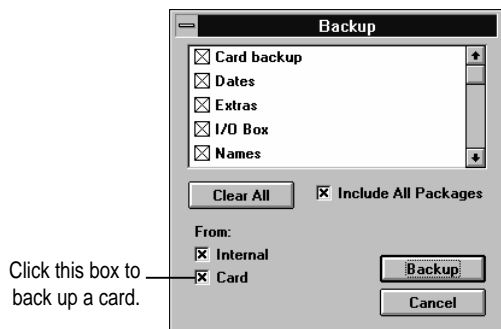 Backup
Card backup
Dates
Extras
I/O Box
Names
Clear All
Include All Packages
From:
Internal
Card
Backup
Cancel
Click this box to
back up a card.